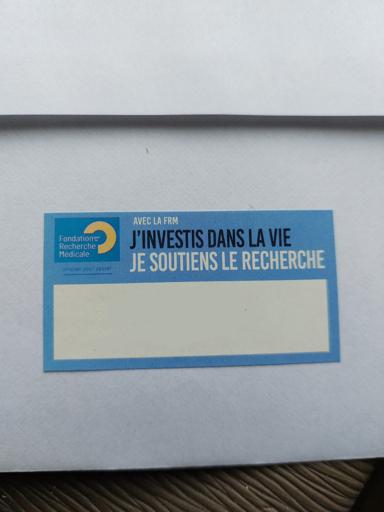 AVEC LA FRM
J'INVESTIS DANS LA VIE
JE SOUTIENS LE RECHERCHE
Fondation
Recherche
Médicale